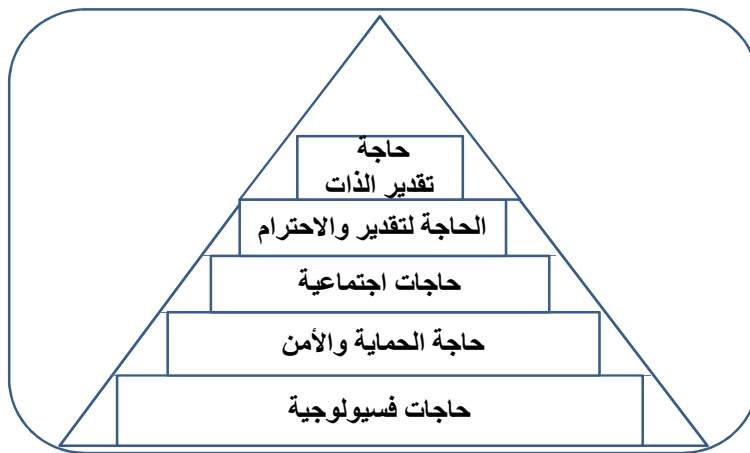 حاجة
تقدير الذات
الحاجة لتقدير والاحترام
حاجات اجتماعية
حاجة الحماية والأمن
حاجات فسيولوجية